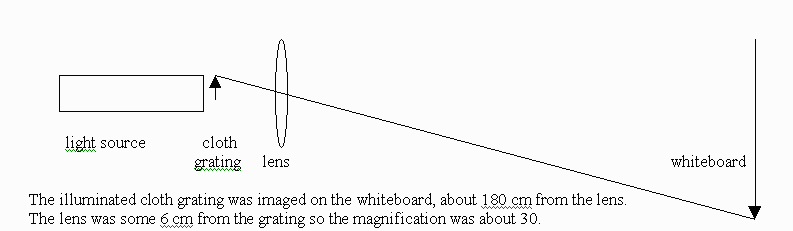 light source
cloth
grating
lens
whiteboard
The illuminated cloth grating was imaged on the whiteboard, about 180 cm from the lens.
The lens was some 6 cm from the grating so the magnification was about 30.